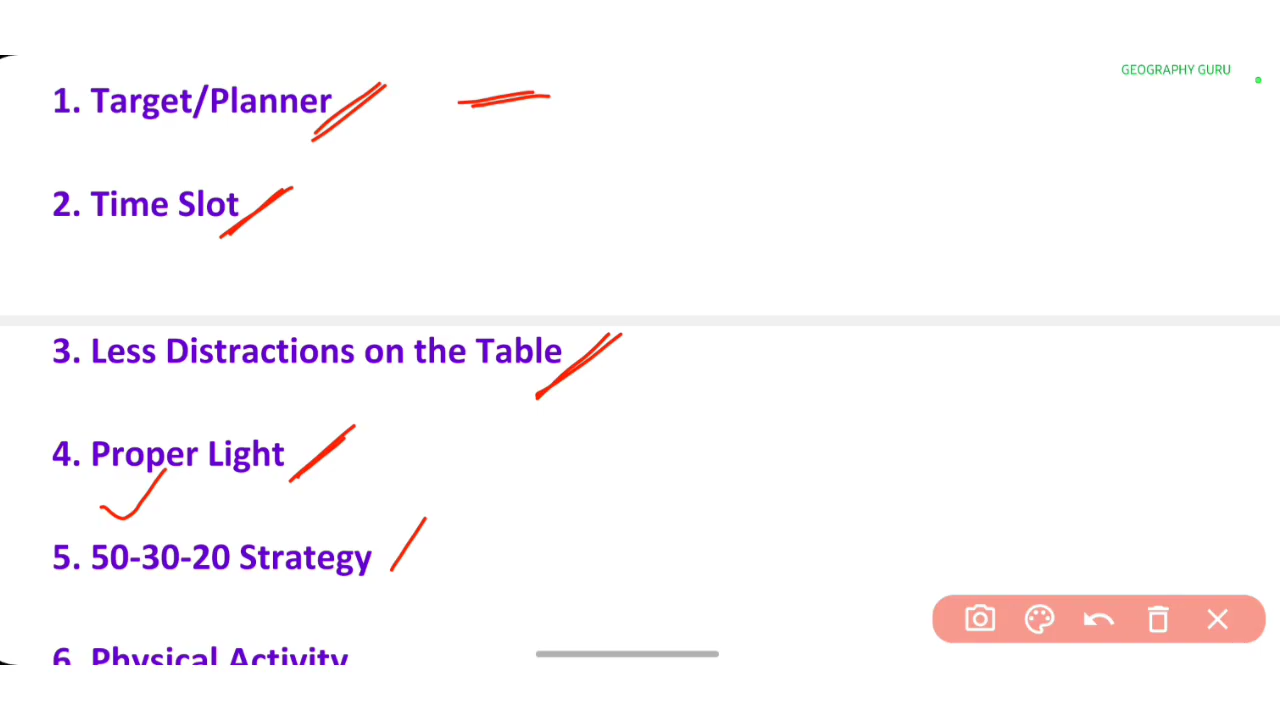 GEOGRAPHY GURU
1. Target/Planner
2. Time Slot
3. Less Distractions on the Table
4. Proper Light
5. 50-30-20 Strategy
6. Physical Activity